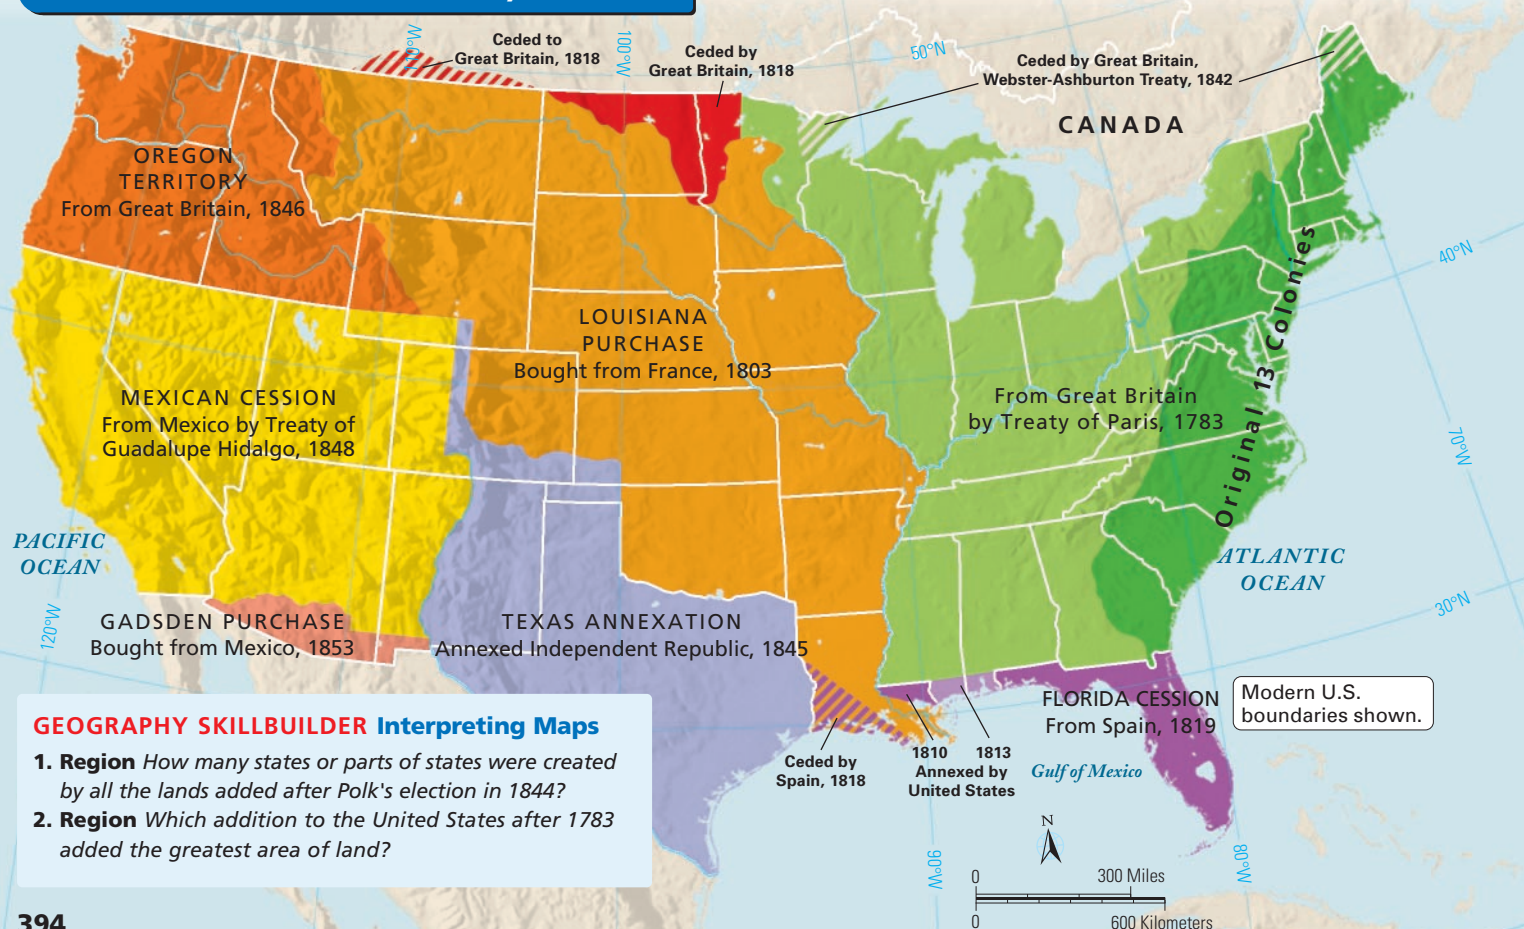 Ceded to
Great Britain, 1818
Ceded by
Great Britain, 1818
Ceded by Great Britain,
Webster-Ashburton Treaty, 1842
110°W
100°W
50°N
CANADA
OREGON
TERRITORY
From Great Britain, 1846
40°N
LOUISIANA
PURCHASE
Bought from France, 1803
Original 13 Colonies
MEXICAN CESSION
From Mexico by Treaty of
Guadalupe Hidalgo, 1848
From Great Britain
by Treaty of Paris, 1783
70°W
PACIFIC
OCEAN
ATLANTIC
OCEAN
30°N
120°W
GADSDEN PURCHASE
Bought from Mexico, 1853
TEXAS ANNEXATION
Annexed Independent Republic, 1845
FLORIDA CESSION
From Spain, 1819
Modern U.S.
boundaries shown.
Ceded by
Spain, 1818
1810
1813
Annexed by
United States
Gulf of Mexico
GEOGRAPHY SKILLBUILDER Interpreting Maps
1. Region How many states or parts of states were created
by all the lands added after Polk's election in 1844?
2. Region Which addition to the United States after 1783
added the greatest area of land?
N
90°W
80°W
0 300 Miles
0 600 Kilometers
394